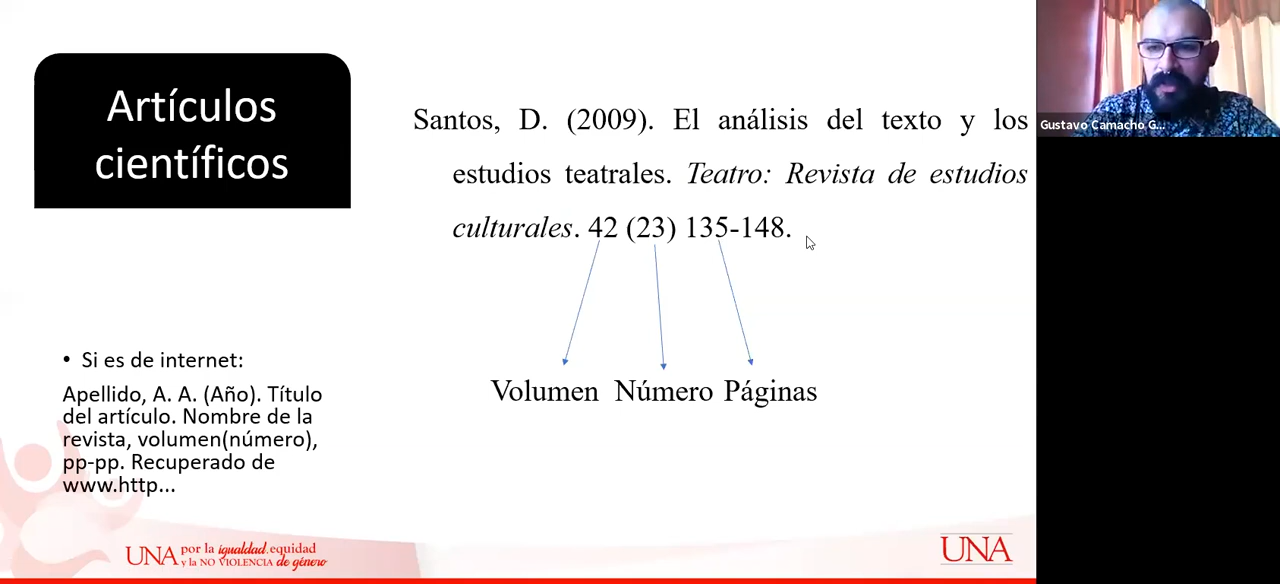 Artículos
científicos
Santos, D. (2009). El análisis del texto y los
estudios teatrales. Teatro: Revista de estudios
culturales. 42 (23) 135-148.
Volumen Número Páginas
• Si es de internet:
Apellido, A. A. (Año). Título
del artículo. Nombre de la
revista, volumen(número),
pp-pp. Recuperado de
www.http...
UNA por la igualdad, equidad
y la NO VIOLENCIA de género
UNA
Gustavo Camacho G...